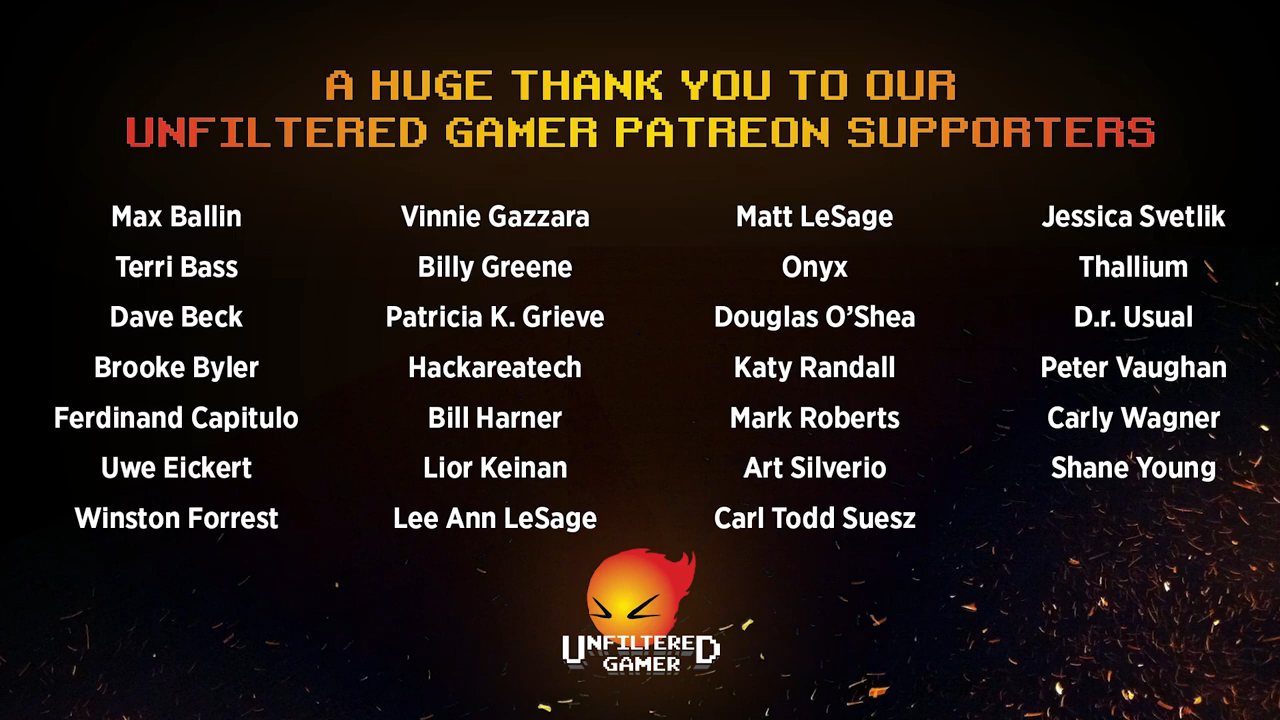 A HUGE THANK YOU TO OUR
UNFILTERED GAMER PATREON SUPPORTERS
Max Ballin
Terri Bass
Dave Beck
Brooke Byler
Ferdinand Capitulo
Uwe Eickert
Winston Forrest
Vinnie Gazzara
Billy Greene
Patricia K. Grieve
Hackareatech
Bill Harner
Lior Keinan
Lee Ann LeSage
Matt LeSage
Onyx
Douglas O’Shea
Katy Randall
Mark Roberts
Art Silverio
Carl Todd Suesz
Jessica Svetlik
Thallium
D.r. Usual
Peter Vaughan
Carly Wagner
Shane Young
UNFILTERED
GAMER